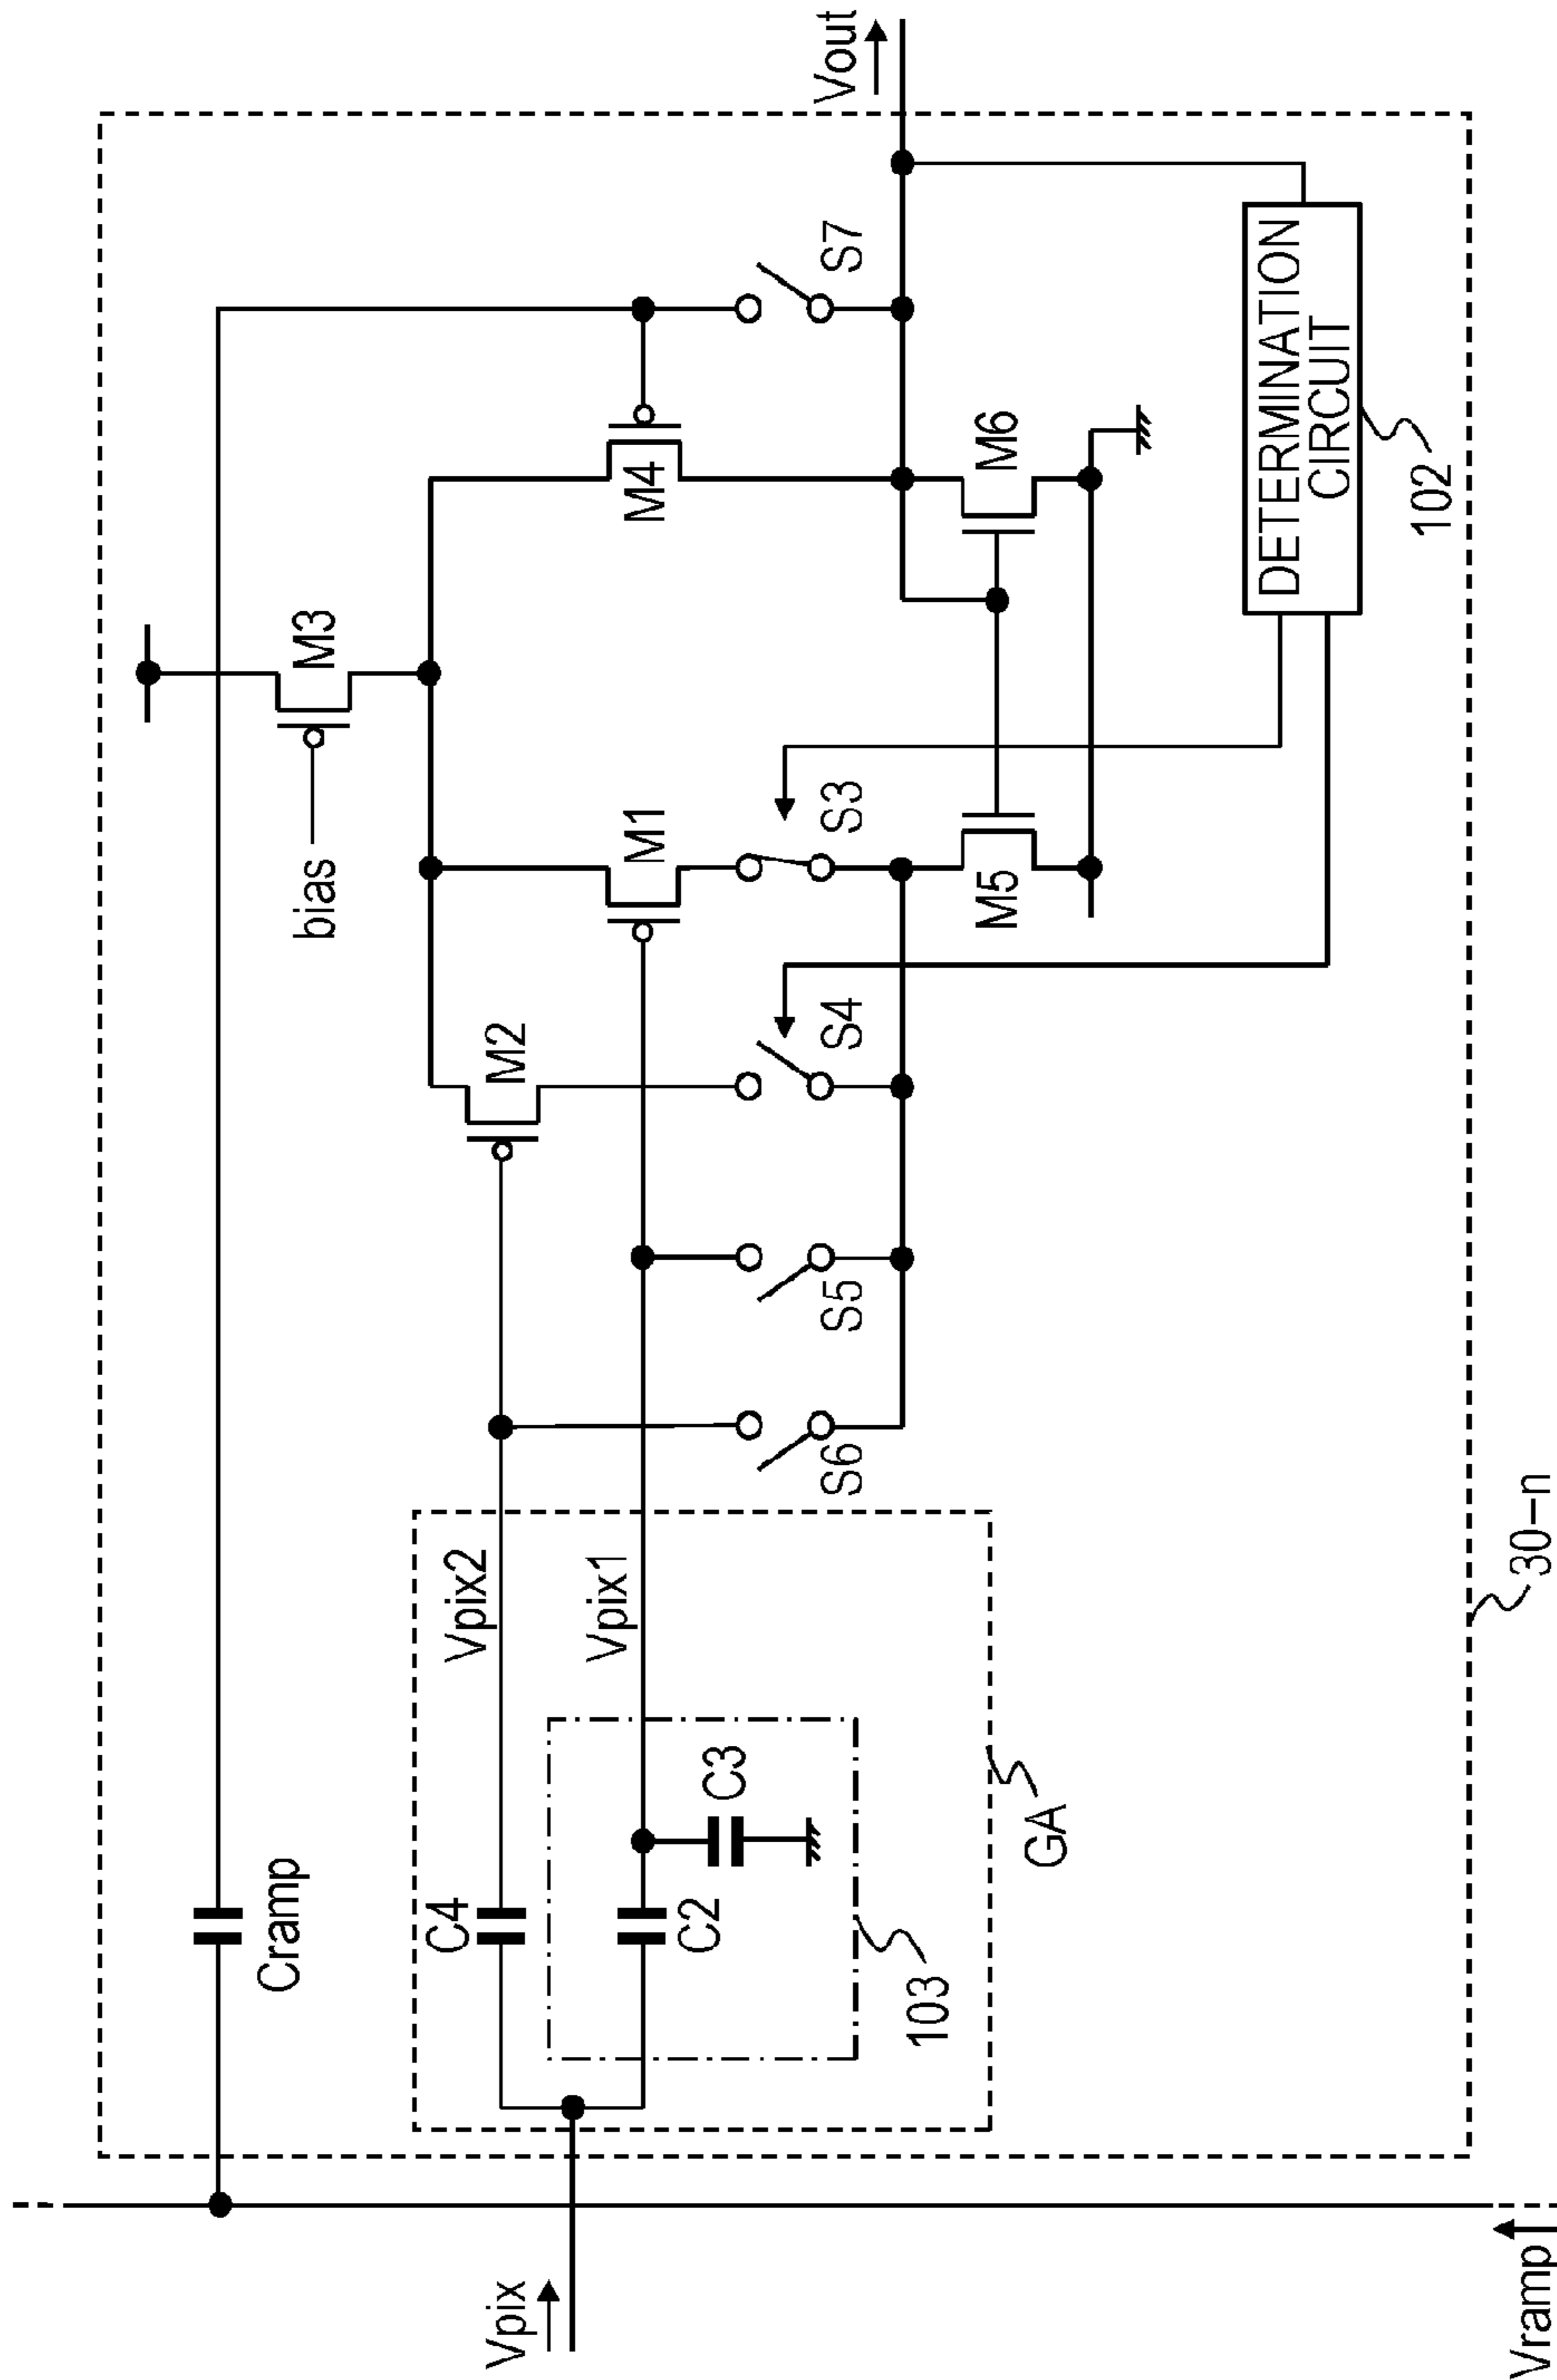 Cramp
bias
M3
C4
Vpix2
M2
Vpix
Vpix1
M1
M4
C2
C3
103
GA
S6
S5
S4
S3
S7
Vout
M5
M6
DETERMINATION
CIRCUIT
102
Vramp
30-n